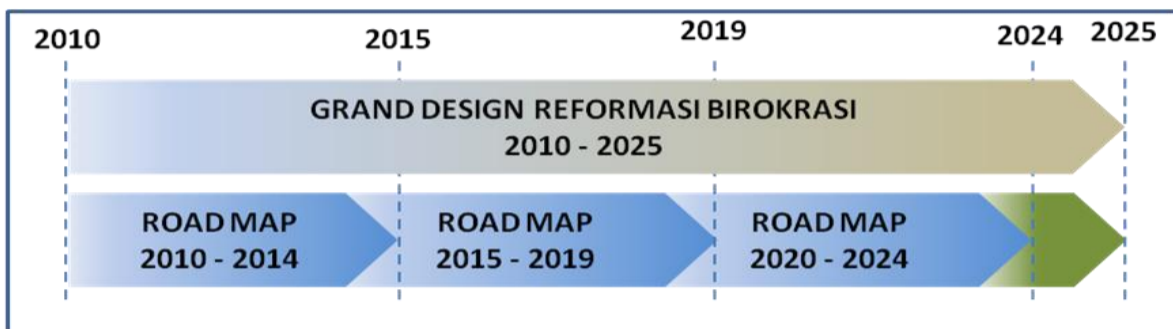 2010 2015 2019 2024 2025
GRAND DESIGN REFORMASI BIROKRASI
2010 - 2025
ROAD MAP
2010 - 2014
ROAD MAP
2015 - 2019
ROAD MAP
2020 - 2024